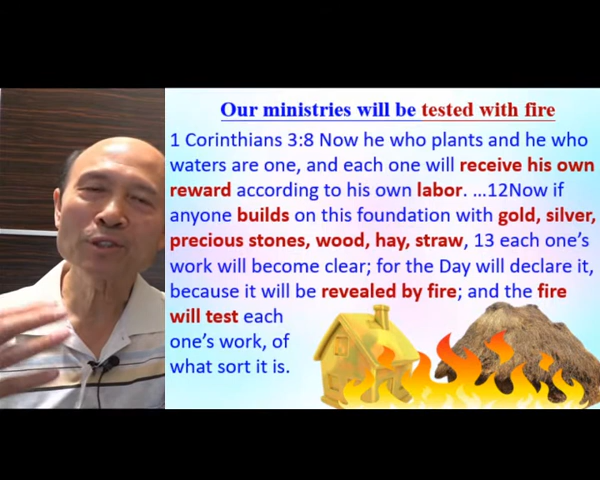 Our ministries will be tested with fire
1 Corinthians 3:8 Now he who plants and he who
waters are one, and each one will receive his own
reward according to his own labor. ...12Now if
anyone builds on this foundation with gold, silver,
precious stones, wood, hay, straw, 13 each one's
work will become clear; for the Day will declare it,
because it will be revealed by fire; and the fire
will test each
one's work, of
what sort it is.